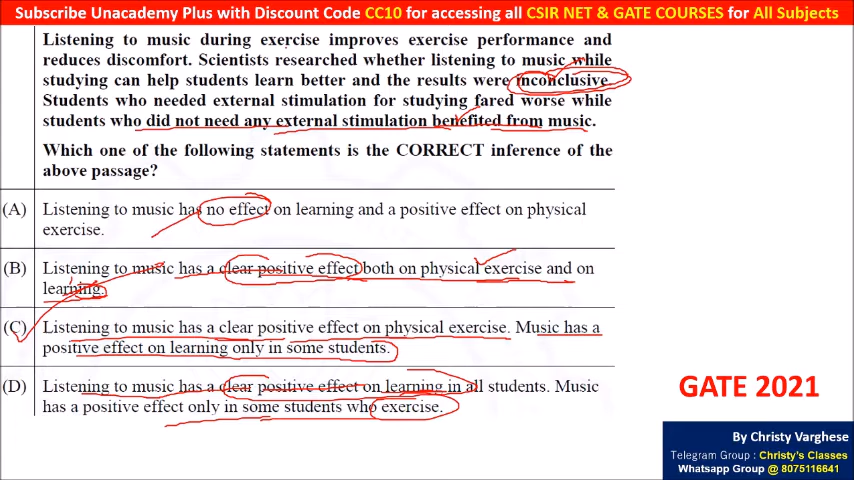 Subscribe Unacademy Plus with Discount Code CC10 for accessing all CSIR NET & GATE COURSES for All Subjects
Listening to music during exercise improves exercise performance and
reduces discomfort. Scientists researched whether listening to music while
studying can help students learn better and the results were inconclusive.
Students who needed external stimulation for studying fared worse while
students who did not need any external stimulation benefited from music.
Which one of the following statements is the CORRECT inference of the
above passage?
(A) Listening to music has no effect on learning and a positive effect on physical
exercise.
(B) Listening to music has a clear positive effect both on physical exercise and on
learning.
(C) Listening to music has a clear positive effect on physical exercise. Music has a
positive effect on learning only in some students.
(D) Listening to music has a clear positive effect on learning in all students. Music
has a positive effect only in some students who exercise.
GATE 2021
By Christy Varghese
Telegram Group : Christy's Classes
Whatsapp Group @ 8075116641